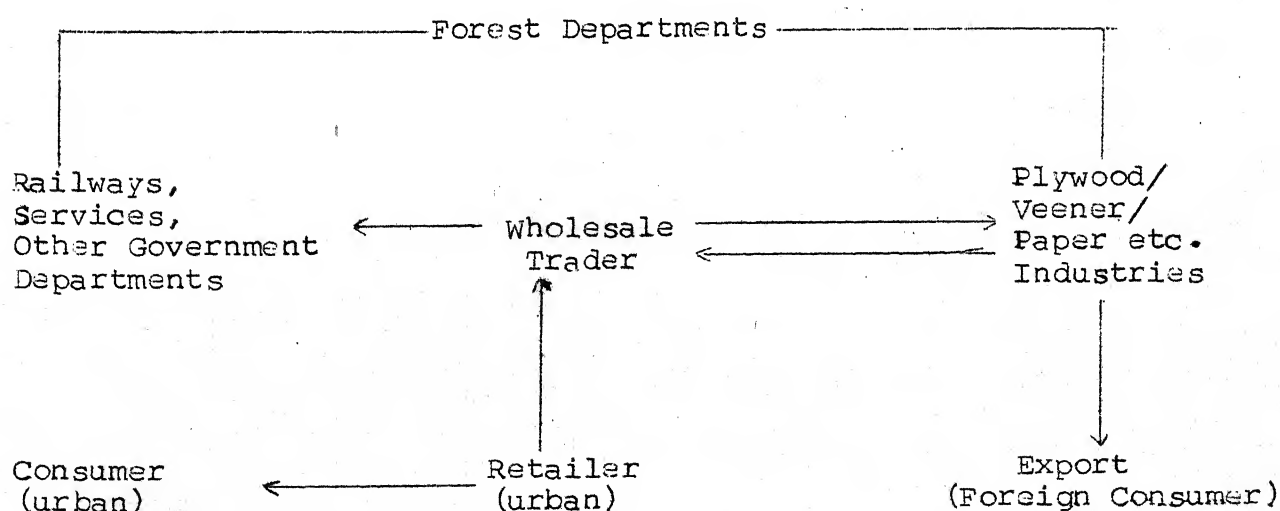 Forest Departments
Railways,
Services,
Other Government
Departments
Wholesale
Trader
Plywood/
Veener/
Paper etc.
Industries
Consumer
(urban)
Retailer
(urban)
Export
(Foreign Consumer)